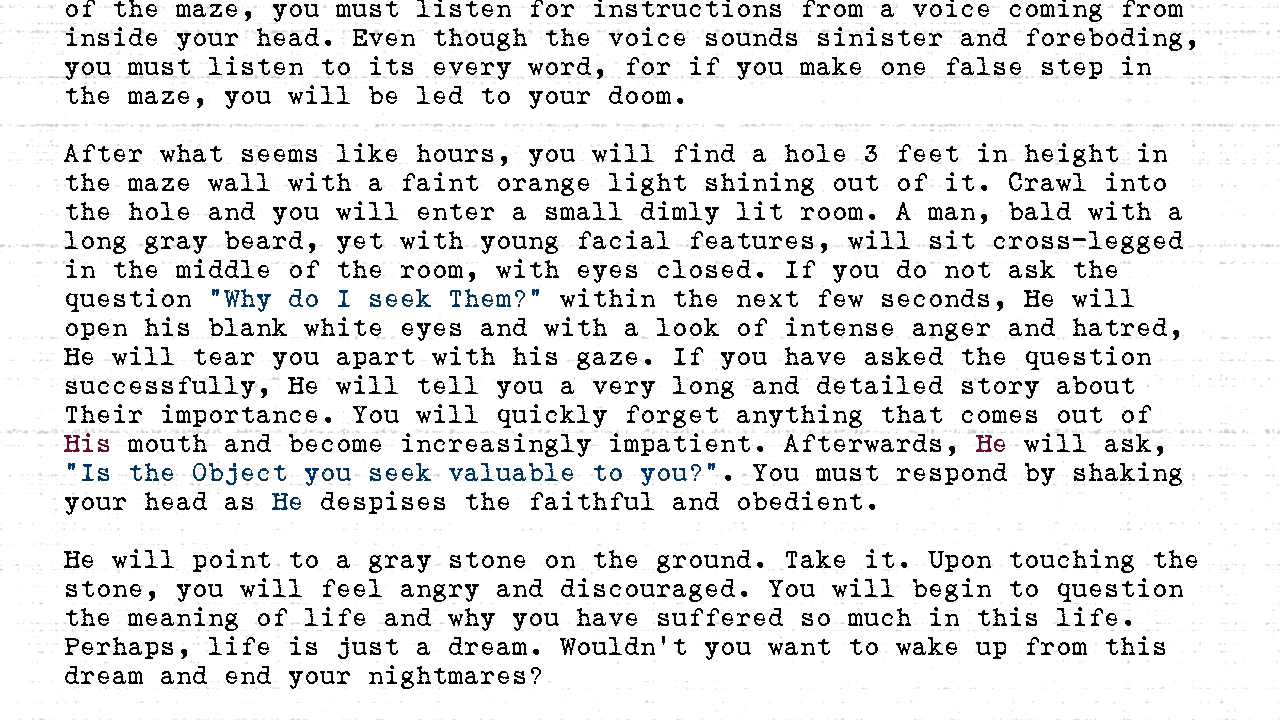 of the maze, you must listen for instructions from a voice coming from
inside your head. Even though the voice sounds sinister and foreboding,
you must listen to its every word, for if you make one false step in
the maze, you will be led to your doom.
After what seems like hours, you will find a hole 3 feet in height in
the maze wall with a faint orange light shining out of it. Crawl into
the hole and you will enter a small dimly lit room. A man, bald with a
long gray beard, yet with young facial features, will sit cross-legged
in the middle of the room, with eyes closed. If you do not ask the
question "Why do I seek Them?" within the next few seconds, He will
open his blank white eyes and with a look of intense anger and hatred,
He will tear you apart with his gaze. If you have asked the question
successfully, He will tell you a very long and detailed story about
Their importance. You will quickly forget anything that comes out of
His mouth and become increasingly impatient. Afterwards, He will ask,
"Is the Object you seek valuable to you?". You must respond by shaking
your head as He despises the faithful and obedient.
He will point to a gray stone on the ground. Take it. Upon touching the
stone, you will feel angry and discouraged. You will begin to question
the meaning of life and why you have suffered so much in this life.
Perhaps, life is just a dream. Wouldn't you want to wake up from this
dream and end your nightmares?